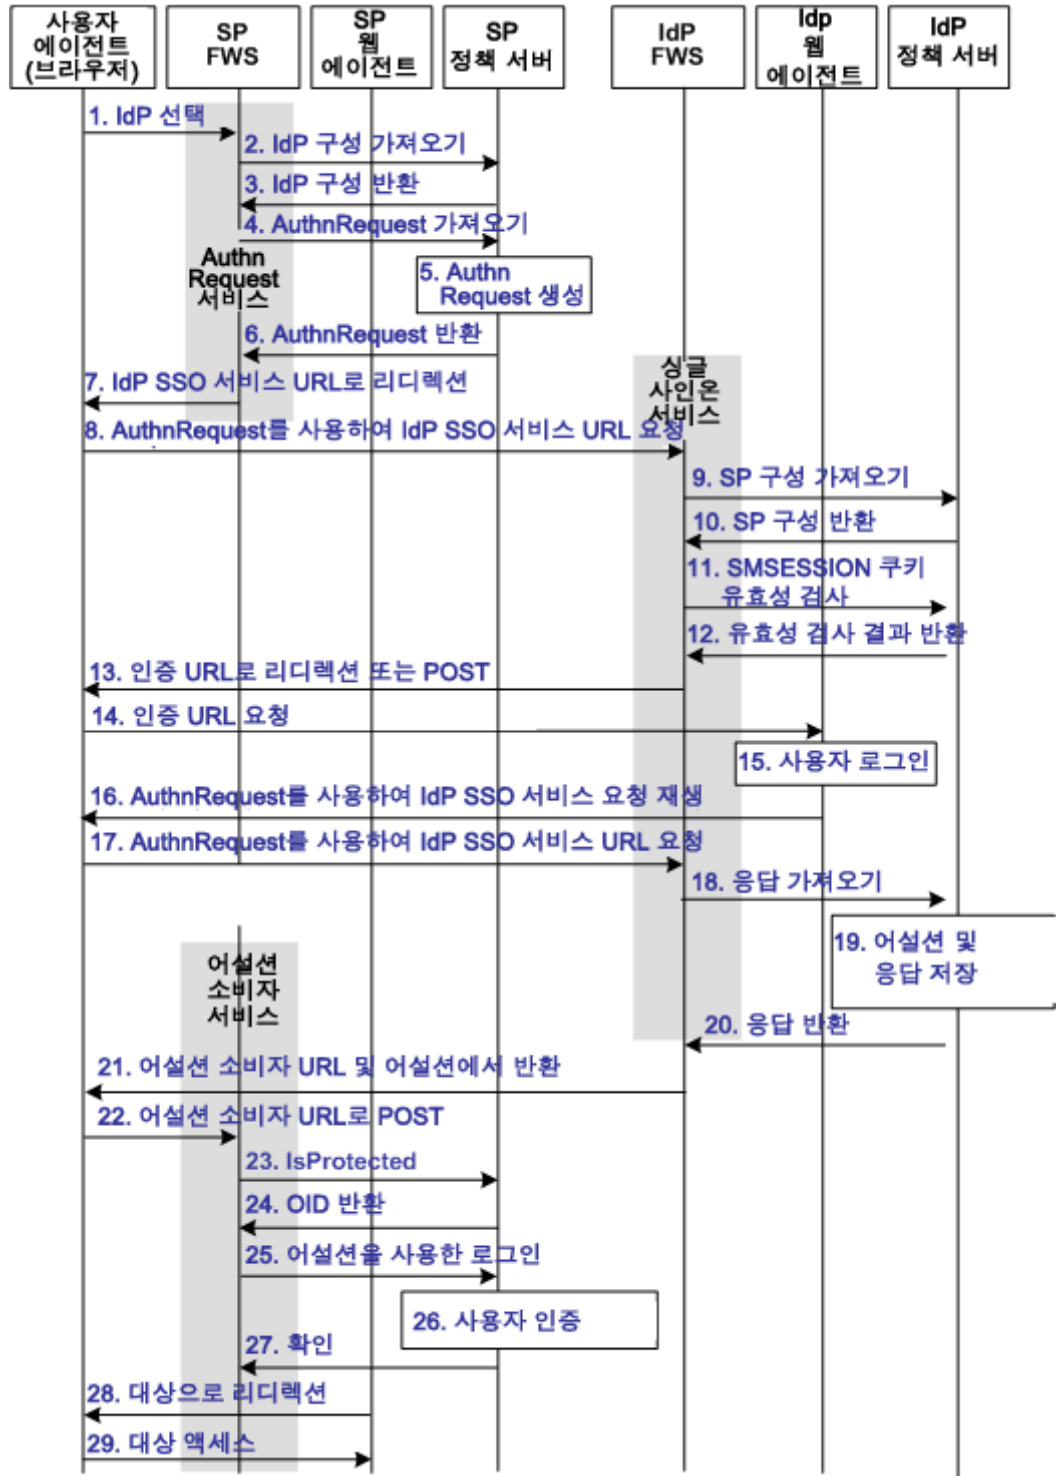 사용자
에이전트
(브라우저)
SP
FWS
SP
웹
에이전트
SP
정책 서버
IdP
FWS
Idp
웹
에이전트
IdP
정책 서버
1. IdP 선택
2. IdP 구성 가져오기
3. IdP 구성 반환
4. AuthnRequest 가져오기
Authn
Request
서비스
5. Authn
Request 생성
6. AuthnRequest 반환
싱글
사인온
서비스
7. IdP SSO 서비스 URL로 리디렉션
8. AuthnRequest를 사용하여 IdP SSO 서비스 URL 요청
9. SP 구성 가져오기
10. SP 구성 반환
11. SMSESSION 쿠키
유효성 검사
12. 유효성 검사 결과 반환
13. 인증 URL로 리디렉션 또는 POST
14. 인증 URL 요청
15. 사용자 로그인
16. AuthnRequest를 사용하여 IdP SSO 서비스 요청 재생
17. AuthnRequest를 사용하여 IdP SSO 서비스 URL 요청
18. 응답 가져오기
19. 어설션 및
응답 저장
어설션
소비자
서비스
20. 응답 반환
21. 어설션 소비자 URL 및 어설션에서 반환
22. 어설션 소비자 URL로 POST
23. IsProtected
24. OID 반환
25. 어설션을 사용한 로그인
26. 사용자 인증
27. 확인
28. 대상으로 리디렉션
29. 대상 액세스